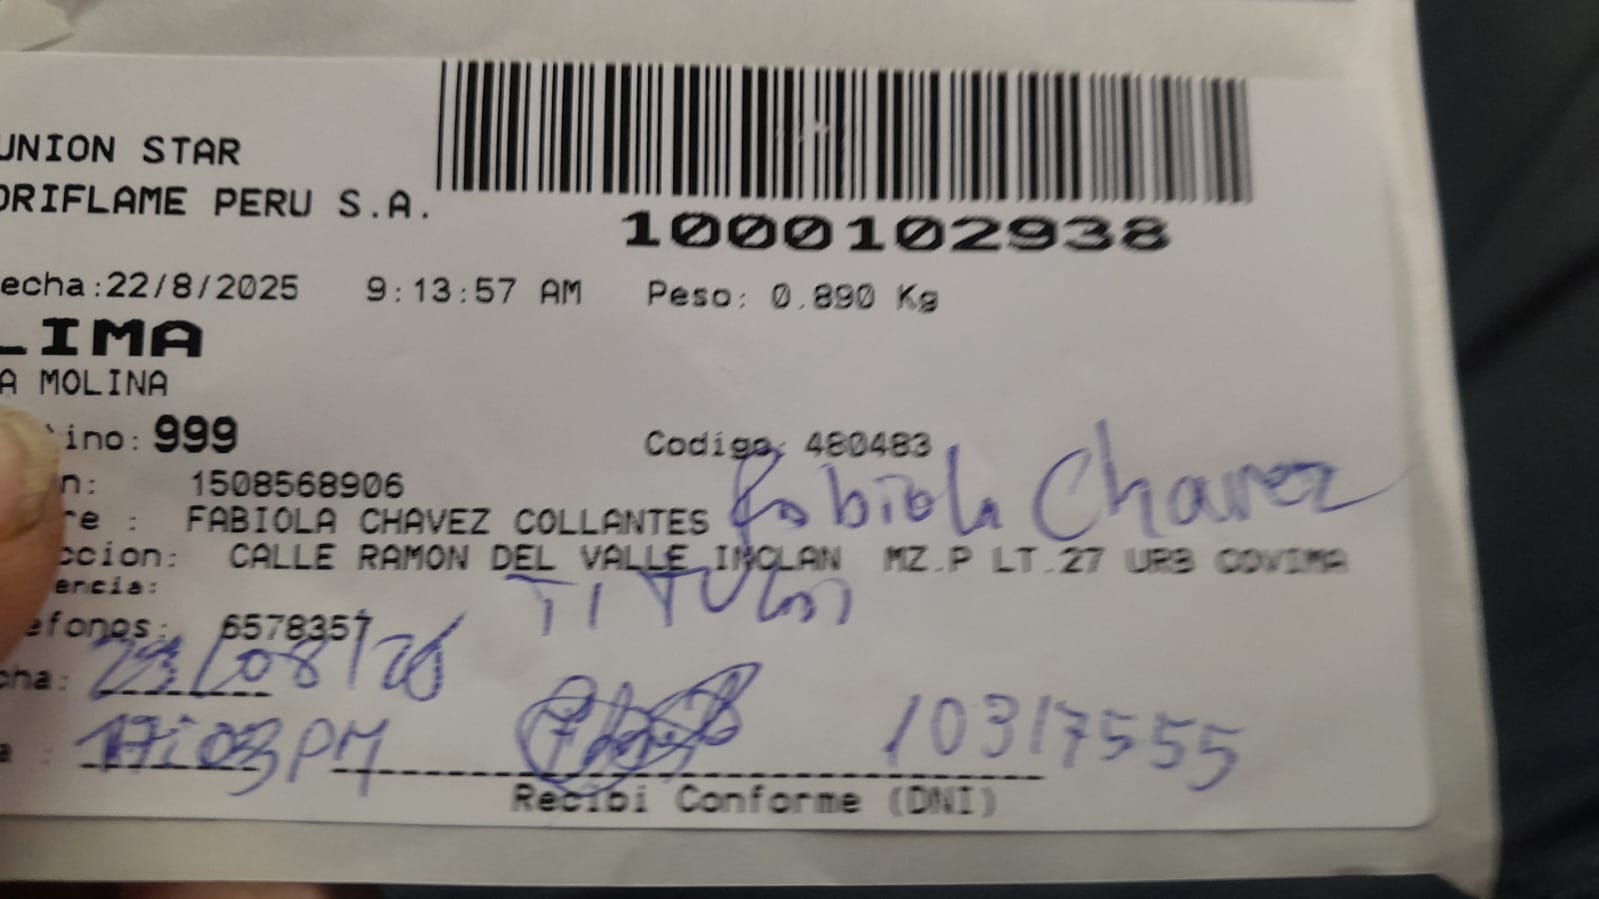 UNION STAR
ORIFLAME PERU S.A.
1000102938
echa:22/8/2025 9:13:57 AM Peso: 0.890 Kg
LIMA
A MOLINA
ino: 999 Codigo: 480483
n: 1508568906
re : FABIOLA CHAVEZ COLLANTES Fabiola Chavez
ccion: CALLE RAMON DEL VALLE INCLAN MZ.P LT.27 URB COVIMA
encia: TITULAR
efonos: 6578357
cha: 23/08/25
a : 17:03 PM 10317555
Recibi Conforme (DNI)